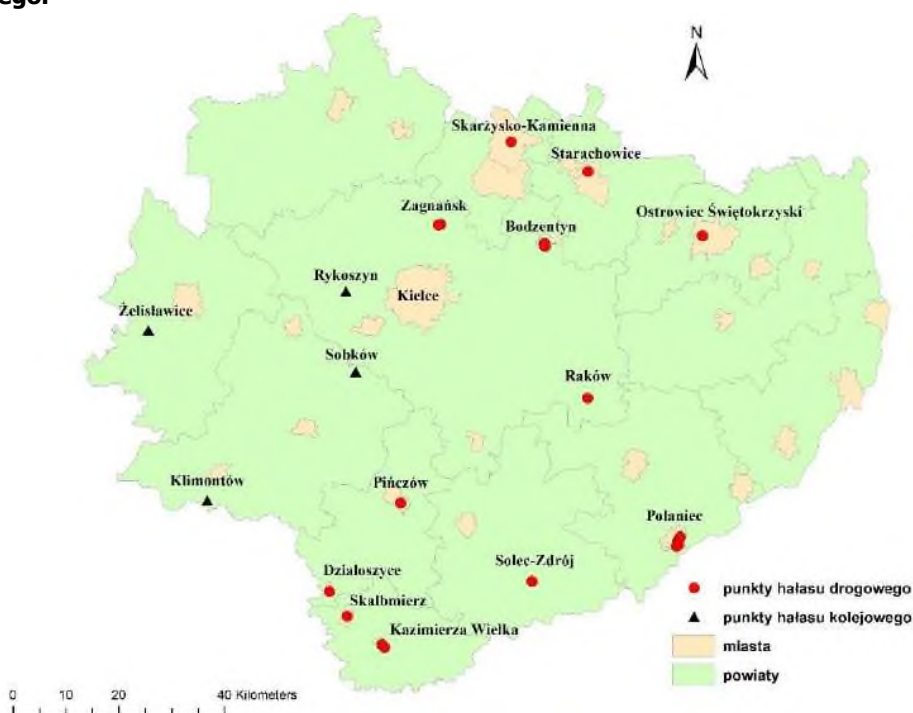 N
Skarżysko-Kamienna
Starachowice
Zagnańsk
Ostrowiec Świętokrzyski
Bodzentyn
Rykoszyn
Kielce
Żelisławice
Sobków
Raków
Klimontów
Pińczów
Połaniec
Solec-Zdrój
Działoszyce
Skalbmierz
Kazimierza Wielka
punkty hałasu drogowego
punkty hałasu kolejowego
miasta
powiaty
0 10 20 40 Kilometers